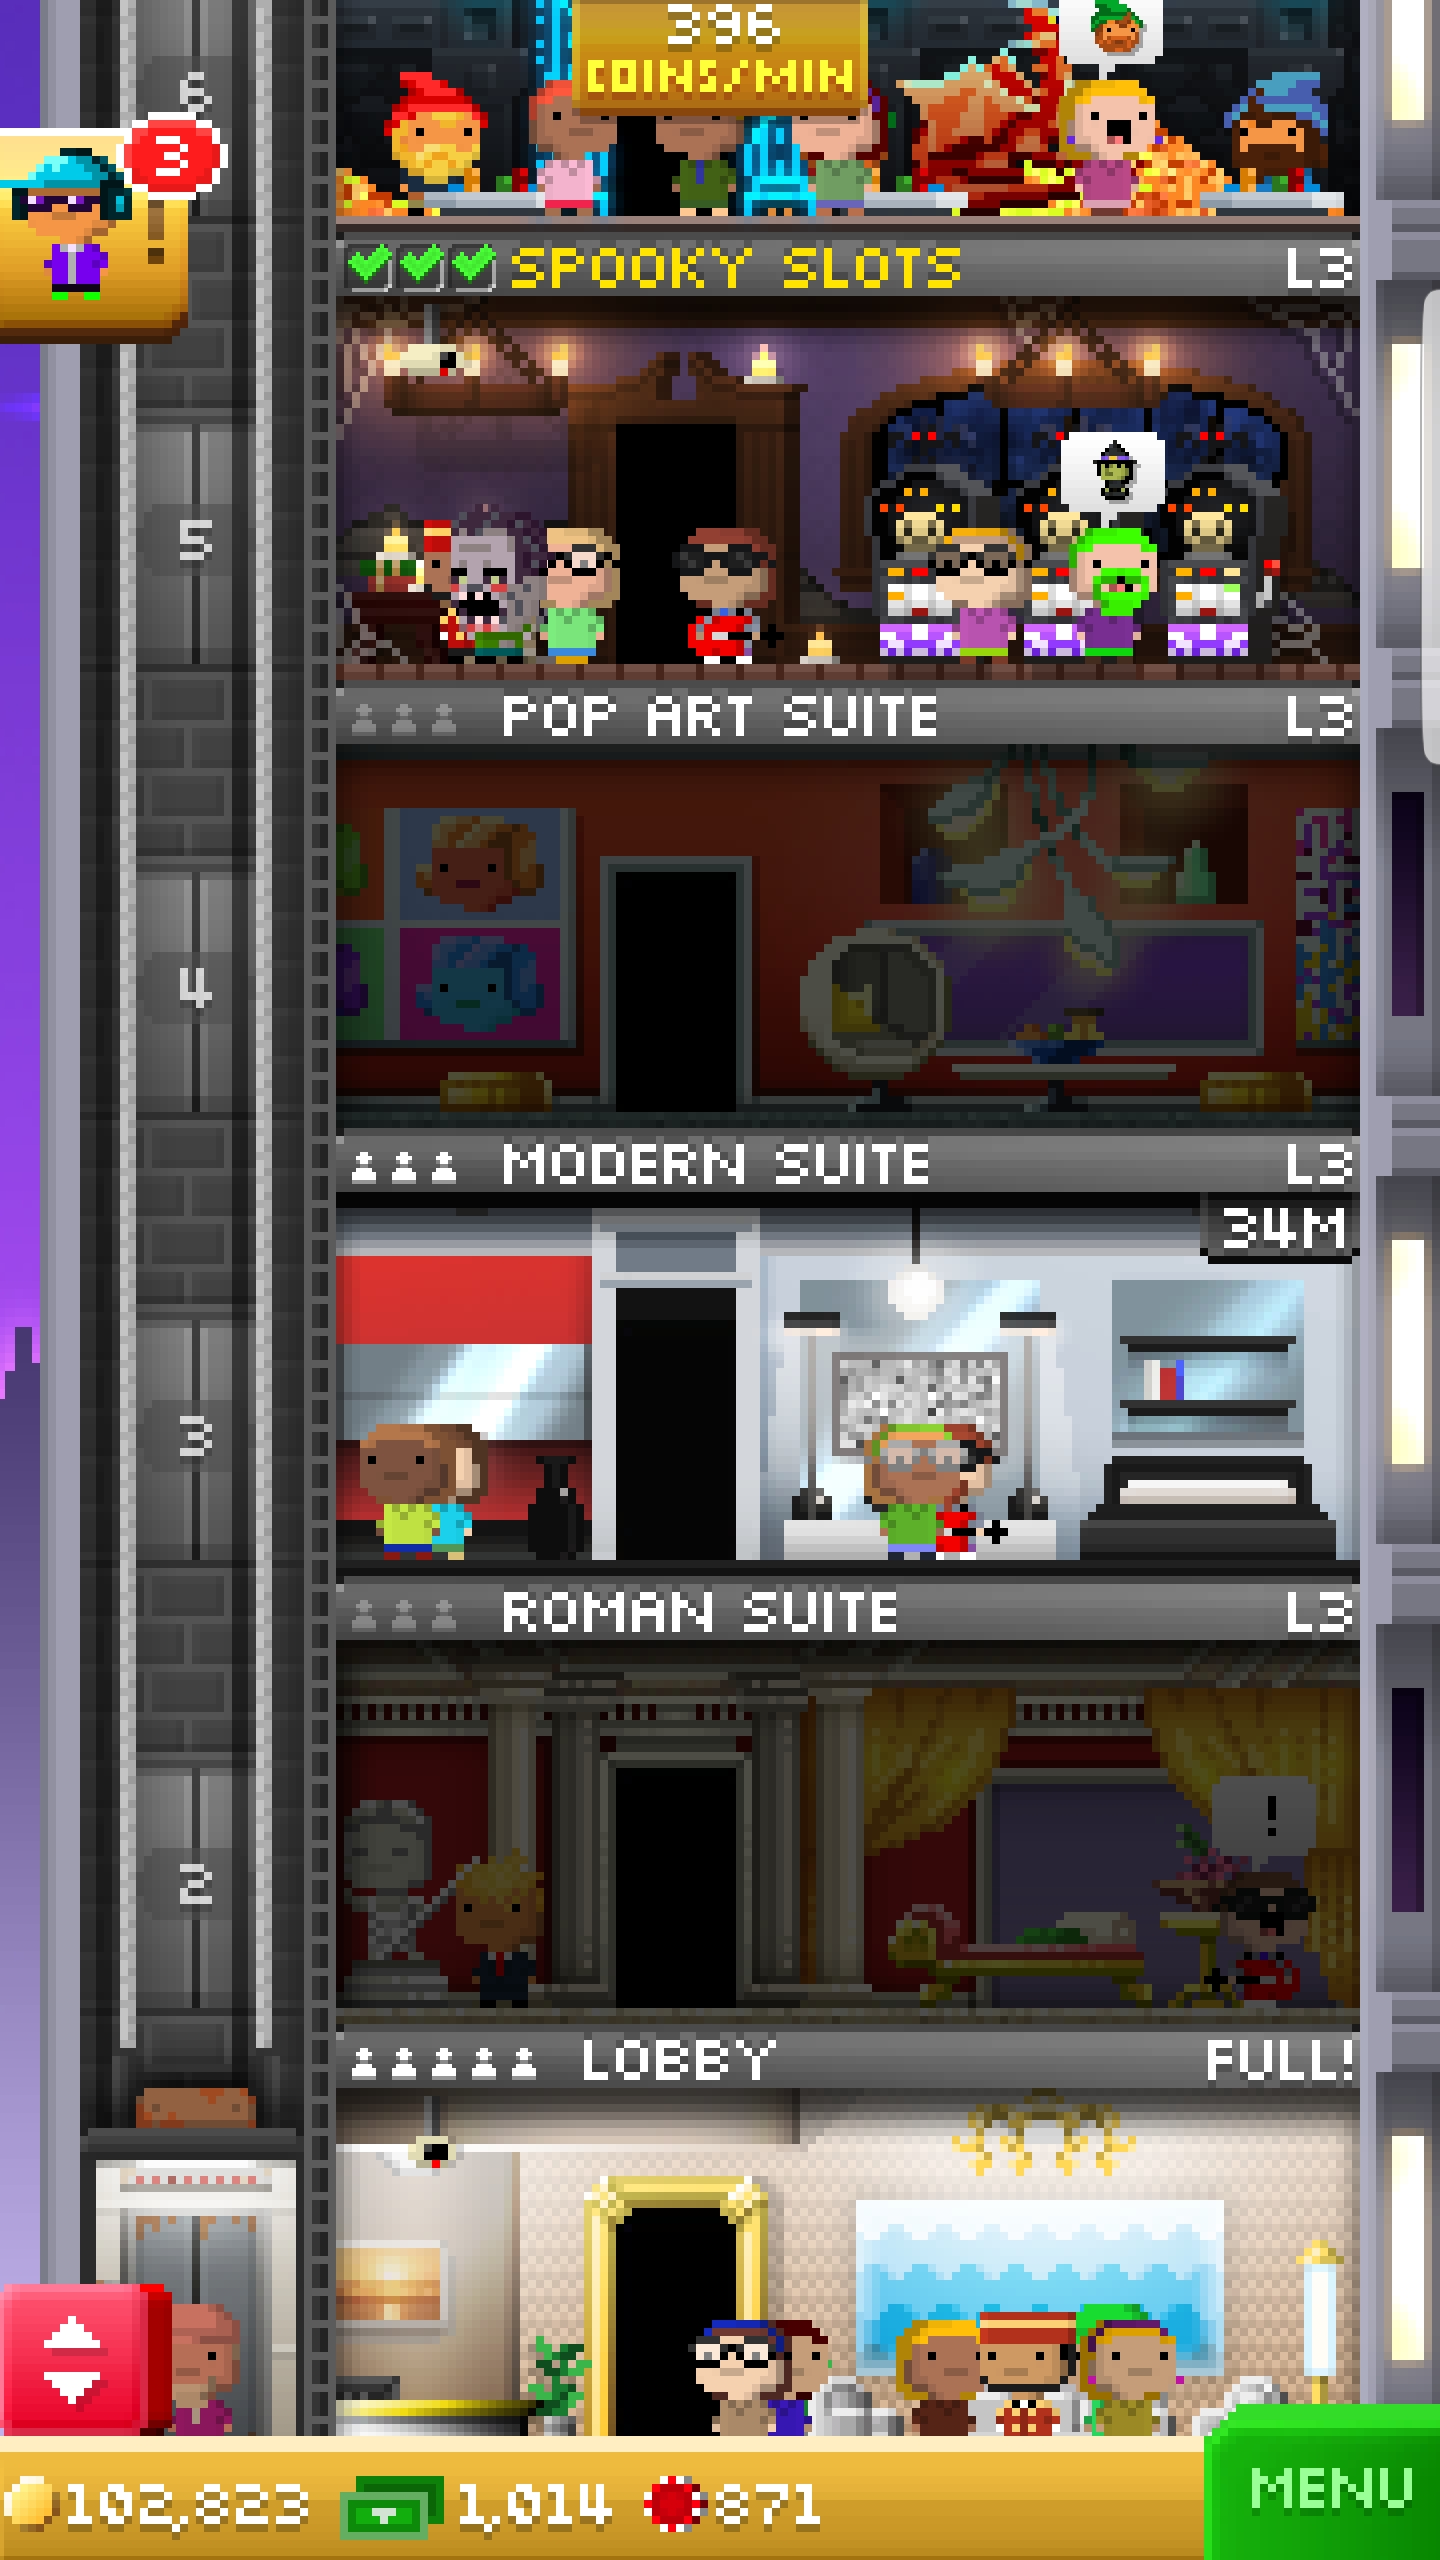 396
COINS/MIN
6
3
!
SPOOKY SLOTS L3
5
POP ART SUITE L3
4
MODERN SUITE L3
34M
3
ROMAN SUITE L3
!
2
LOBBY FULL!
102,823 1,014 871
MENU